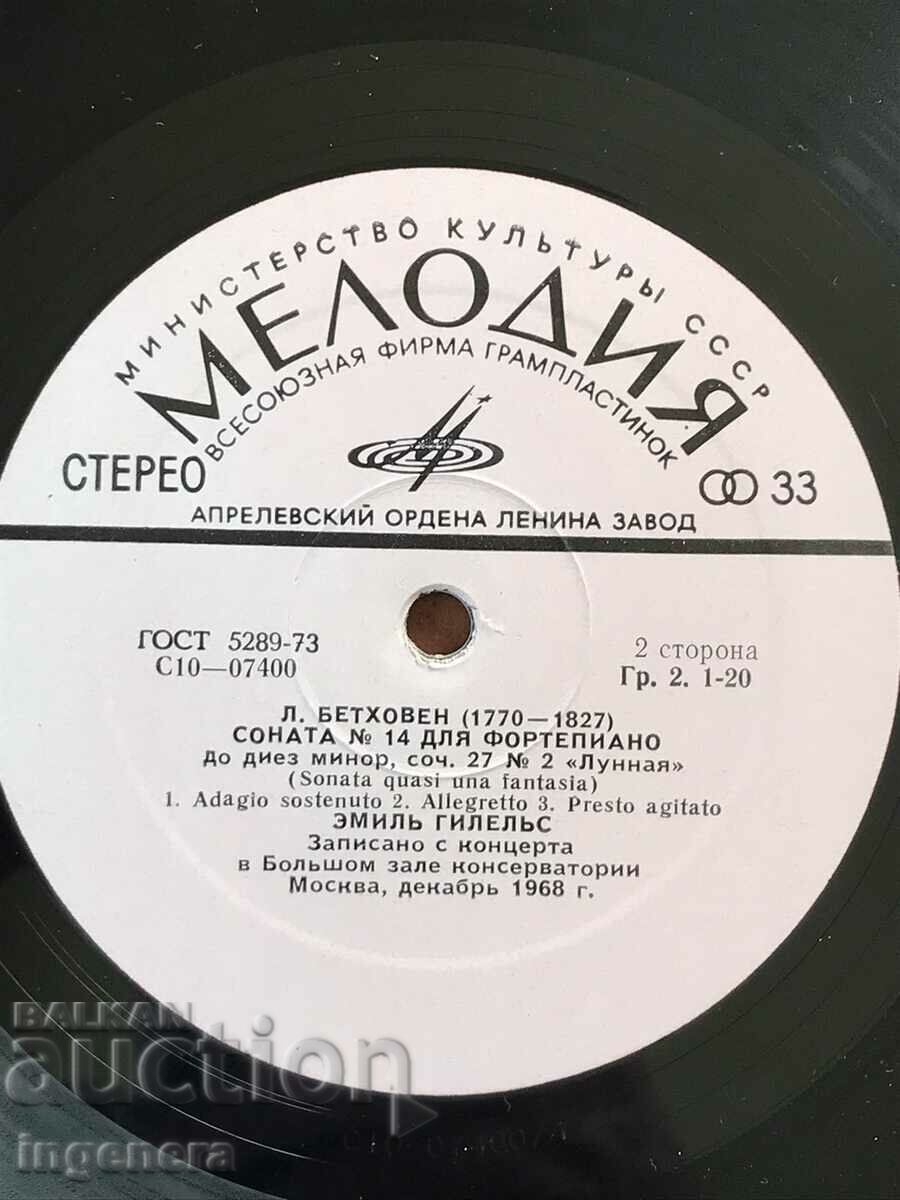 МИНИСТЕРСТВО КУЛЬТУРЫ СССР
МЕЛОДИЯ
ВСЕСОЮЗНАЯ ФИРМА ГРАМПЛАСТИНОК
СТЕРЕО
33
АПРЕЛЕВСКИЙ ОРДЕНА ЛЕНИНА ЗАВОД
ГОСТ 5289-73
С10—07400
2 сторона
Гр. 2. 1-20
Л. БЕТХОВЕН (1770—1827)
СОНАТА № 14 ДЛЯ ФОРТЕПИАНО
до диез минор, соч. 27 № 2 «Лунная»
(Sonata quasi una fantasia)
1. Adagio sostenuto 2. Allegretto 3. Presto agitato
ЭМИЛЬ ГИЛЕЛЬС
Записано с концерта
в Большом зале консерватории
Москва, декабрь 1968 г.
BALKAN
auction
ingenera